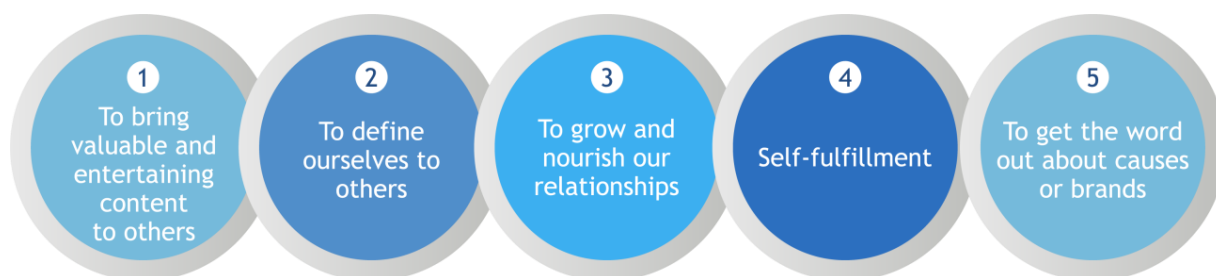 1
To bring
valuable and
entertaining
content
to others
2
To define
ourselves to
others
3
To grow and
nourish our
relationships
4
Self-fulfillment
5
To get the word
out about causes
or brands